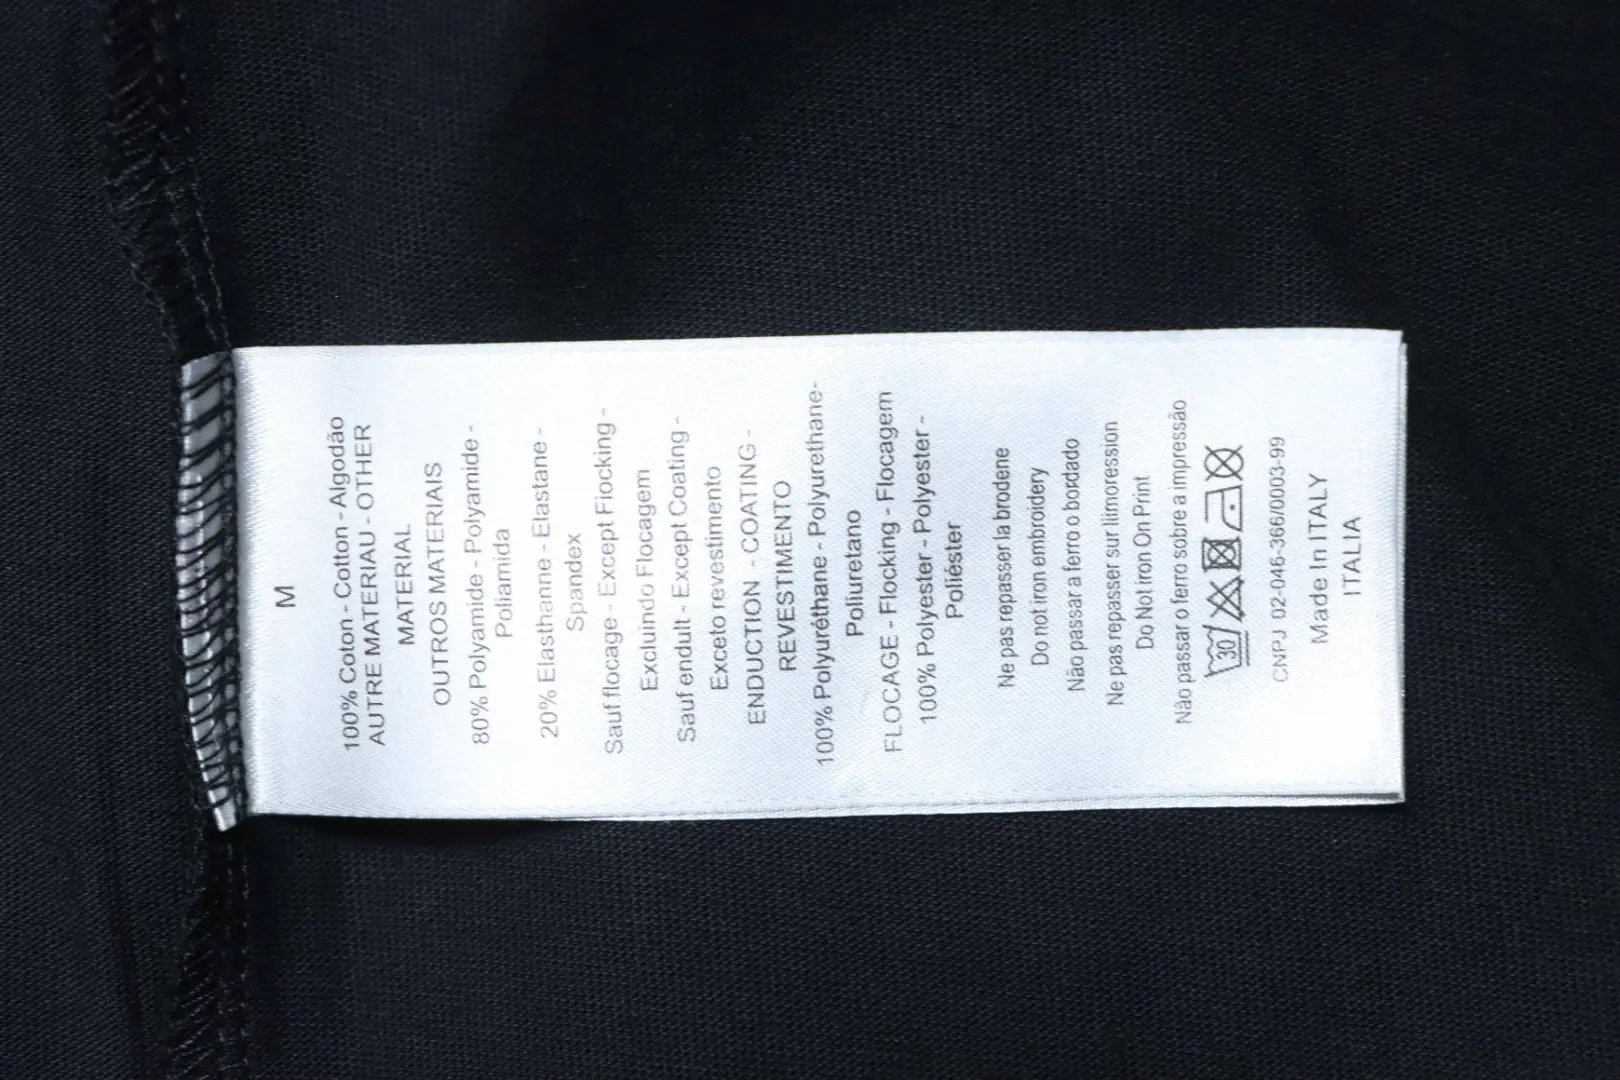 M
100% Coton - Cotton - Algodão
AUTRE MATERIAU - OTHER
MATERIAL
OUTROS MATERIAIS
80% Polyamide - Polyamide -
Poliamida
20% Elasthanne - Elastane -
Spandex
Sauf flocage - Except Fiocking -
Excluindo Flocagem
Sauf endult - Except Coating -
Exceto revestimento
ENDUCTION - COATING -
REVESTIMENTO
100% Polyuréthane - Polyurethane-
Poliuretano
FLOCAGE - Flocking - Flocagem
100% Polyester - Polyester -
Poliéster
Ne pas repasser la brodene
Do not iron embroidery
Não passar a ferro o bordado
Ne pas repasser sur limoression
Do Not iron On Print
Não passar o ferro sobre a impressão
30
CNPJ 02-046-366/0003-99
Made In ITALY
ITALIA